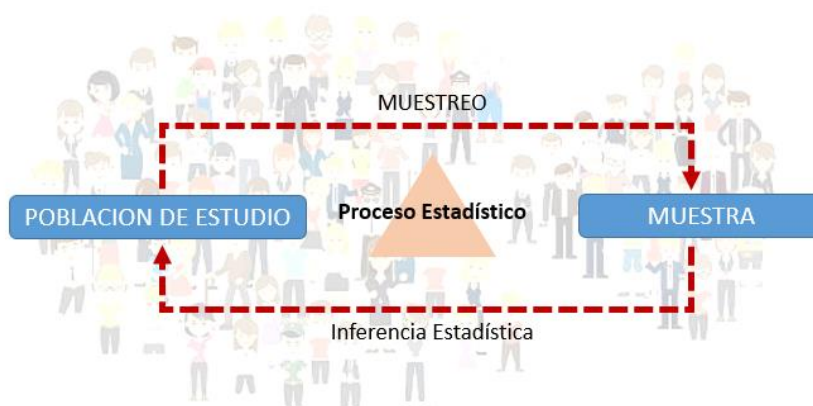 MUESTREO
POBLACION DE ESTUDIO
Proceso Estadístico
MUESTRA
Inferencia Estadística